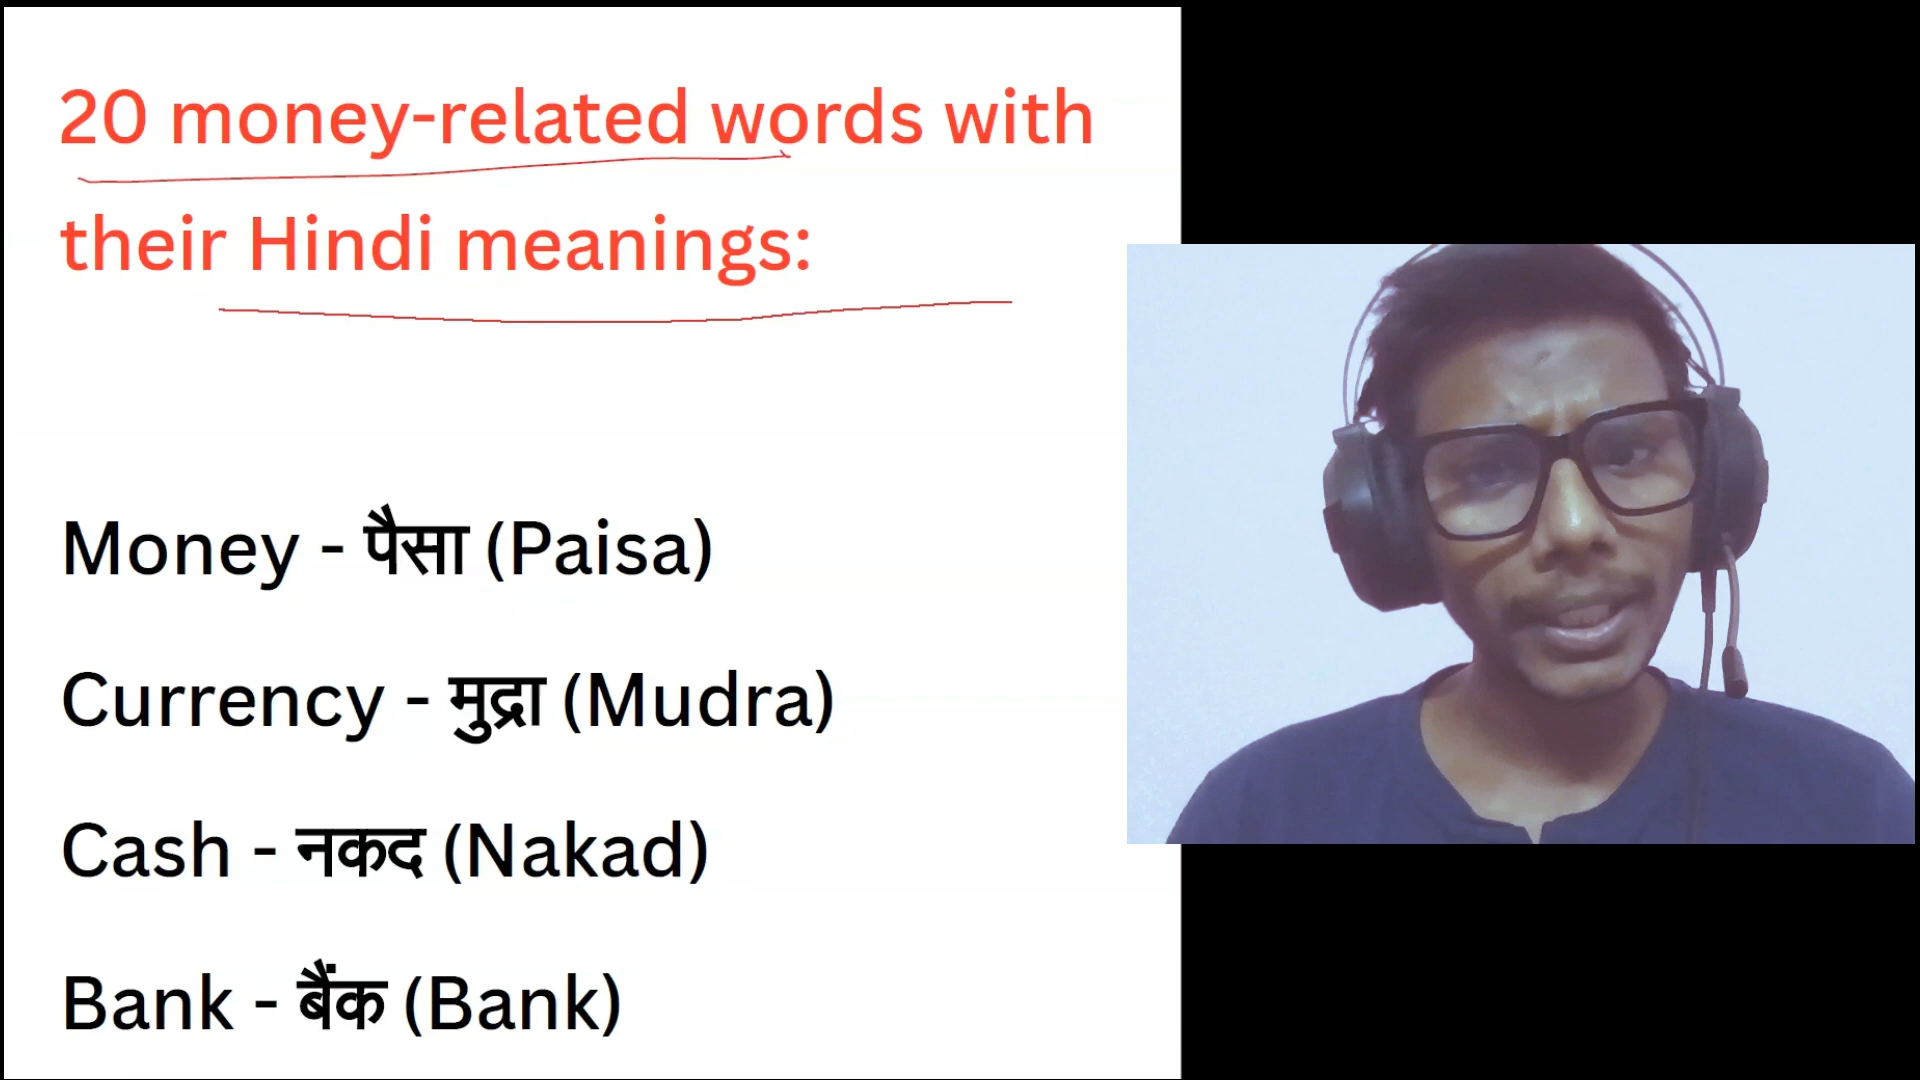 20 money-related words with
their Hindi meanings:
Money - पैसा (Paisa)
Currency - मुद्रा (Mudra)
Cash - नकद (Nakad)
Bank - बैंक (Bank)